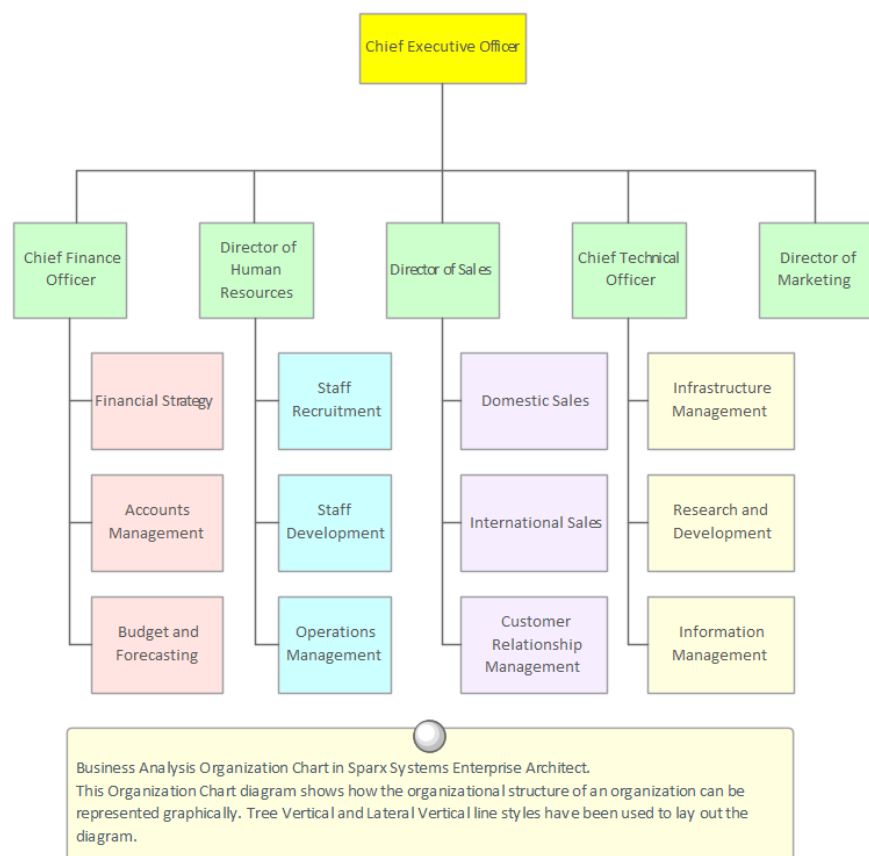 Chief Executive Officer
Chief Finance
Officer
Director of
Human
Resources
Director of Sales
Chief Technical
Officer
Director of
Marketing
Financial Strategy
Staff
Recruitment
Domestic Sales
Infrastructure
Management
Accounts
Management
Staff
Development
International Sales
Research and
Development
Budget and
Forecasting
Operations
Management
Customer
Relationship
Management
Information
Management
Business Analysis Organization Chart in Sparx Systems Enterprise Architect.
This Organization Chart diagram shows how the organizational structure of an organization can be
represented graphically. Tree Vertical and Lateral Vertical line styles have been used to lay out the
diagram.